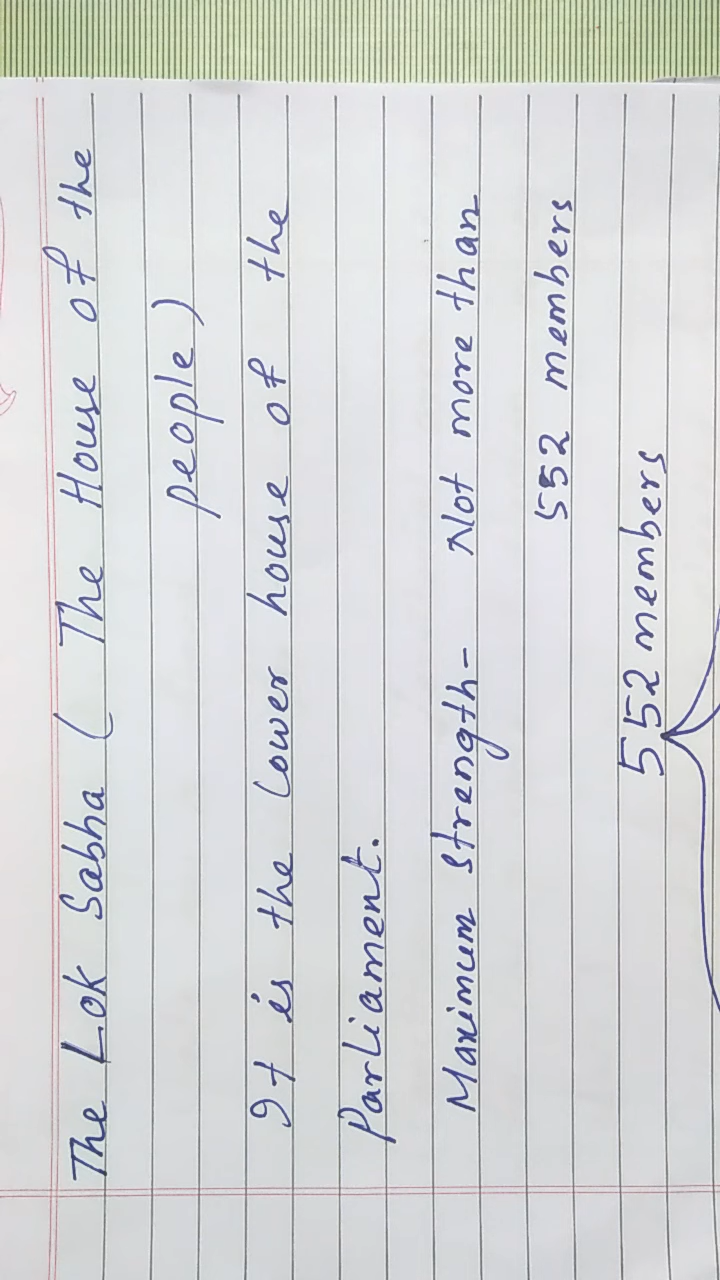 The Lok Sabha ( The House of the
people)
It is the Lower house of the
Parliament.
Maximum Strength- Not more than
552 members
552 members